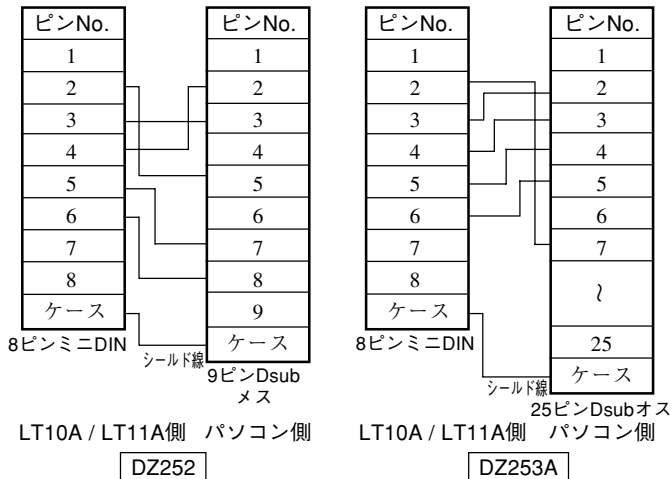 ピンNo.
1
2
3
4
5
6
7
8
ケース
8ピンミニDIN
ピンNo.
1
2
3
4
5
6
7
8
9
ケース
シールド線
9ピンDsub
メス
LT10A / LT11A側 パソコン側
DZ252
ピンNo.
1
2
3
4
5
6
7
8
ケース
8ピンミニDIN
ピンNo.
1
2
3
4
5
6
7
~
25
ケース
シールド線
25ピンDsubオス
LT10A / LT11A側 パソコン側
DZ253A